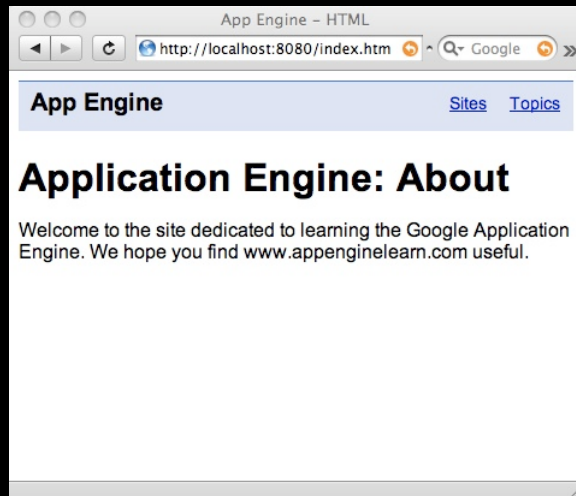 App Engine – HTML
http://localhost:8080/index.htm Google
App Engine Sites Topics
Application Engine: About
Welcome to the site dedicated to learning the Google Application
Engine. We hope you find www.appenginelearn.com useful.